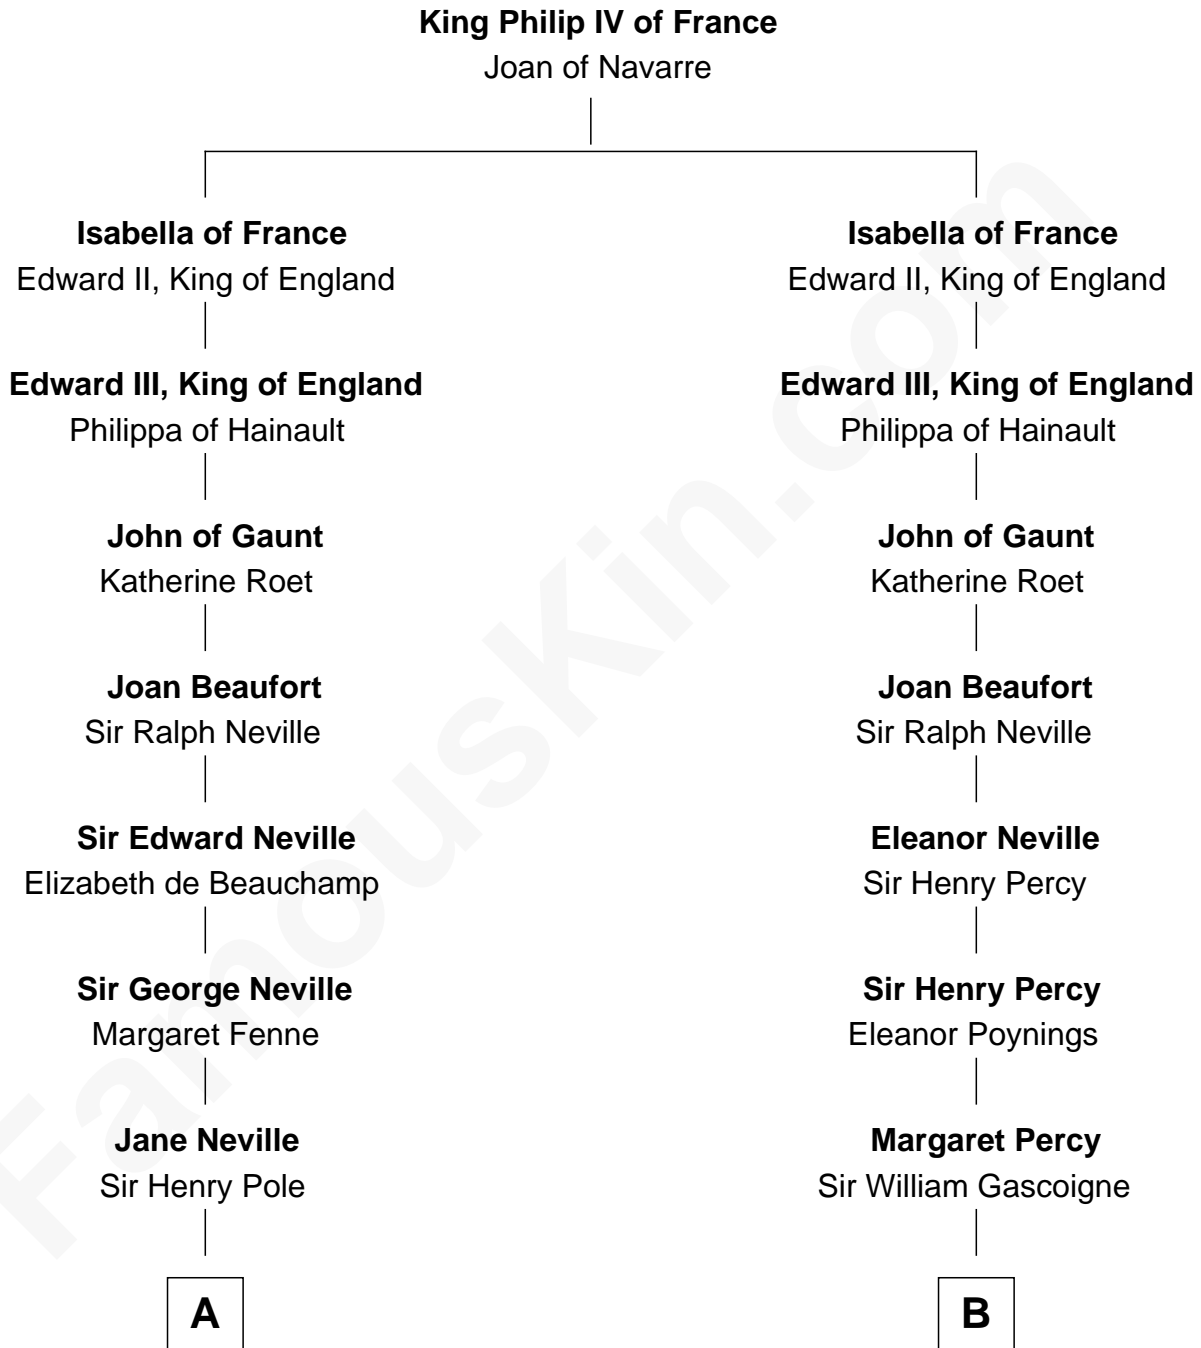 King Philip IV of France
Joan of Navarre
Isabella of France
Edward II, King of England
Edward III, King of England
Philippa of Hainault
John of Gaunt
Katherine Roet
Joan Beaufort
Sir Ralph Neville
Sir Edward Neville
Elizabeth de Beauchamp
Sir George Neville
Margaret Fenne
Jane Neville
Sir Henry Pole
A
Isabella of France
Edward II, King of England
Edward III, King of England
Philippa of Hainault
John of Gaunt
Katherine Roet
Joan Beaufort
Sir Ralph Neville
Eleanor Neville
Sir Henry Percy
Sir Henry Percy
Eleanor Poynings
Margaret Percy
Sir William Gascoigne
B
FamousKin.com